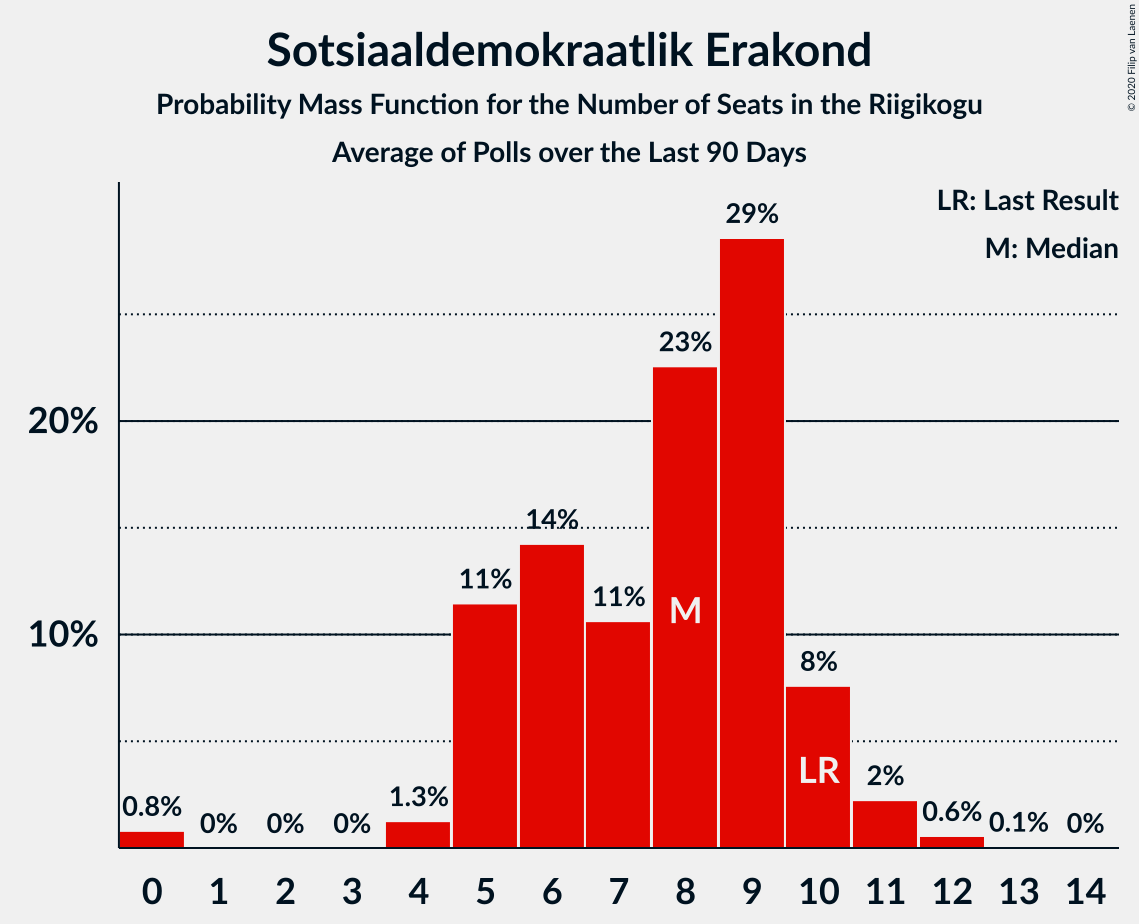 Sotsiaaldemokraatlik Erakond
Probability Mass Function for the Number of Seats in the Riigikogu
Average of Polls over the Last 90 Days
© 2020 Filip van Laenen
LR: Last Result
M: Median
20%
10%
0.8%
0%
0%
0%
1.3%
11%
14%
11%
23%
29%
8%
2%
0.6%
0.1%
0%
M
LR
0 1 2 3 4 5 6 7 8 9 10 11 12 13 14